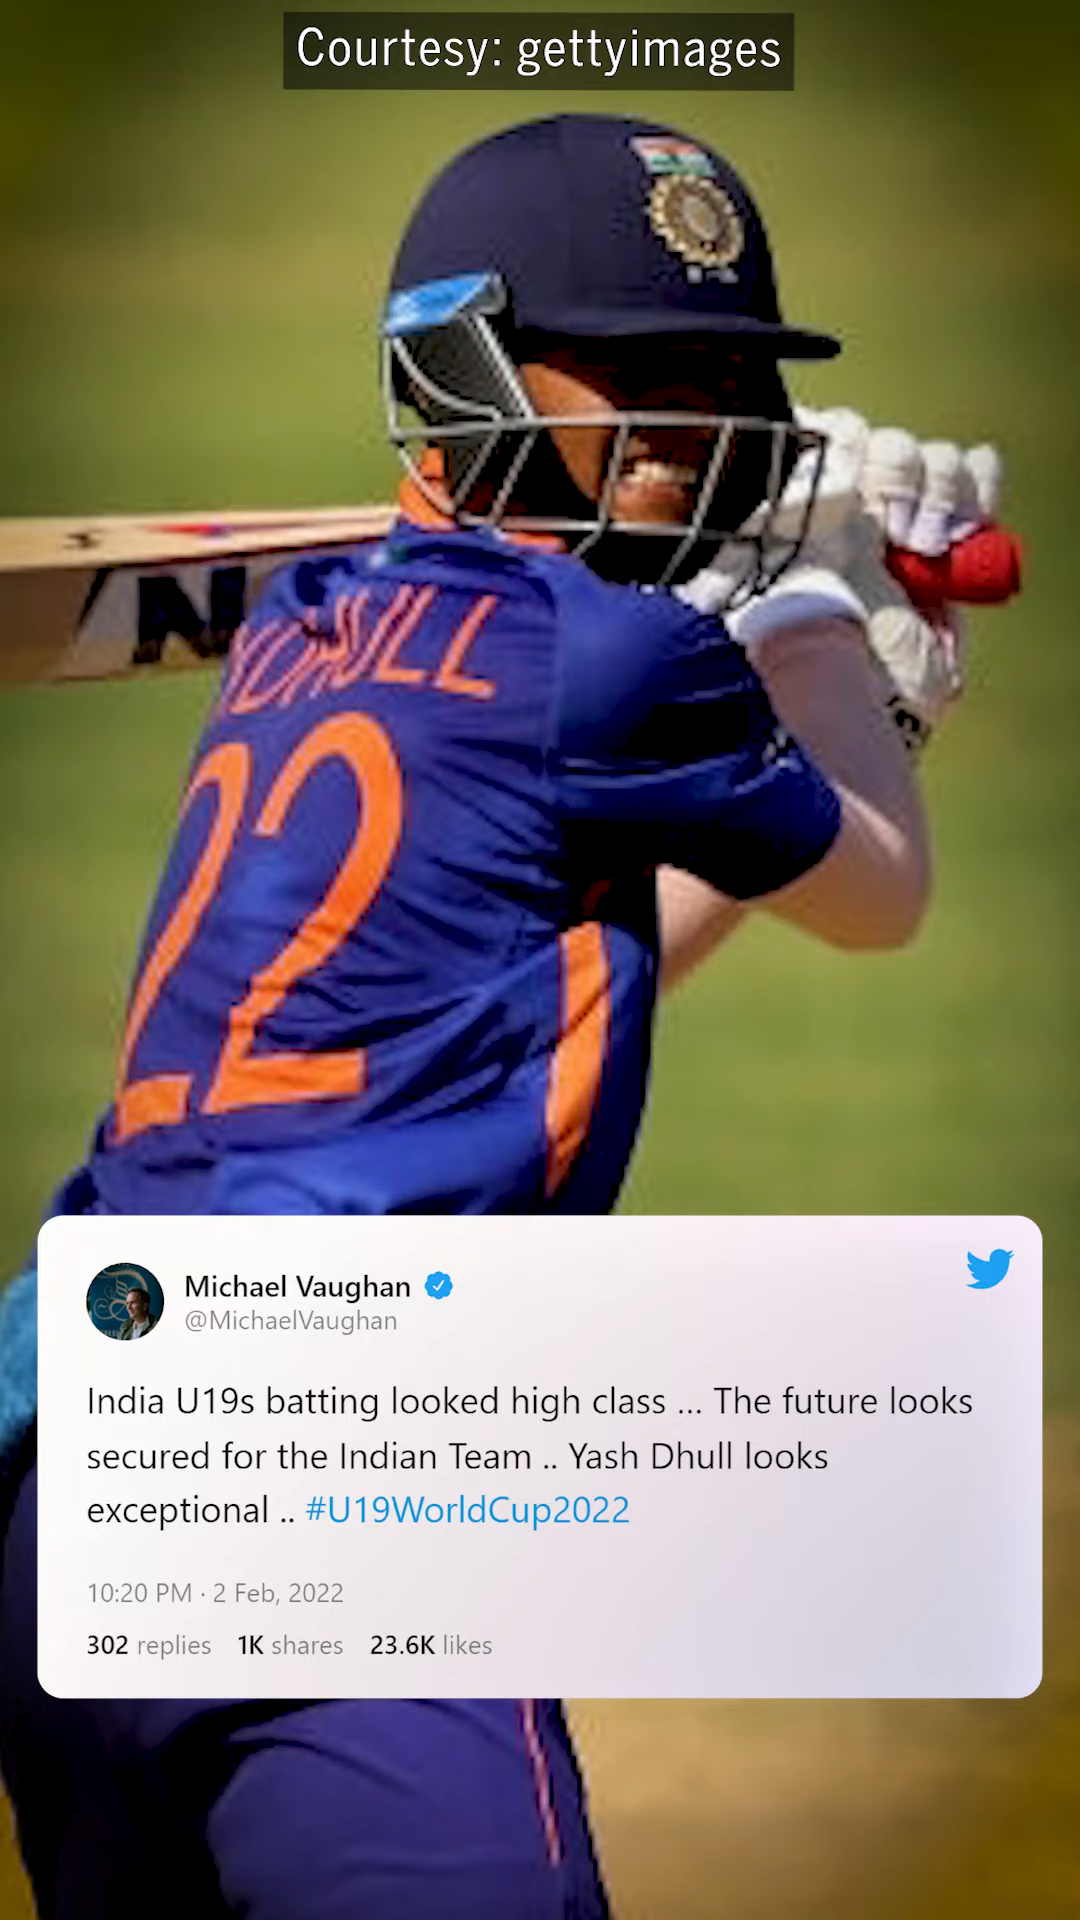 Courtesy: gettyimages
N
Y DHULL
22
Michael Vaughan
@MichaelVaughan
India U19s batting looked high class ... The future looks
secured for the Indian Team .. Yash Dhull looks
exceptional .. #U19WorldCup2022
10:20 PM · 2 Feb, 2022
302 replies 1K shares 23.6K likes